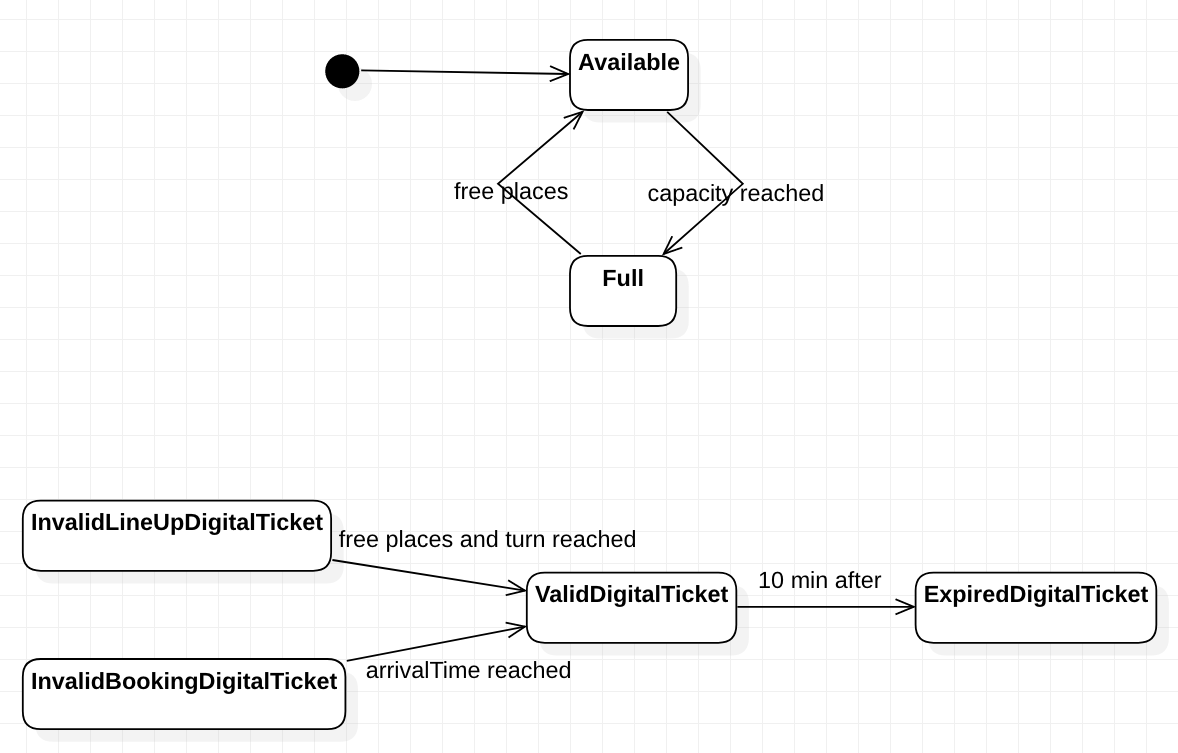 Available
free places
capacity reached
Full
InvalidLineUpDigitalTicket
free places and turn reached
10 min after
ValidDigitalTicket
ExpiredDigitalTicket
arrivalTime reached
InvalidBookingDigitalTicket